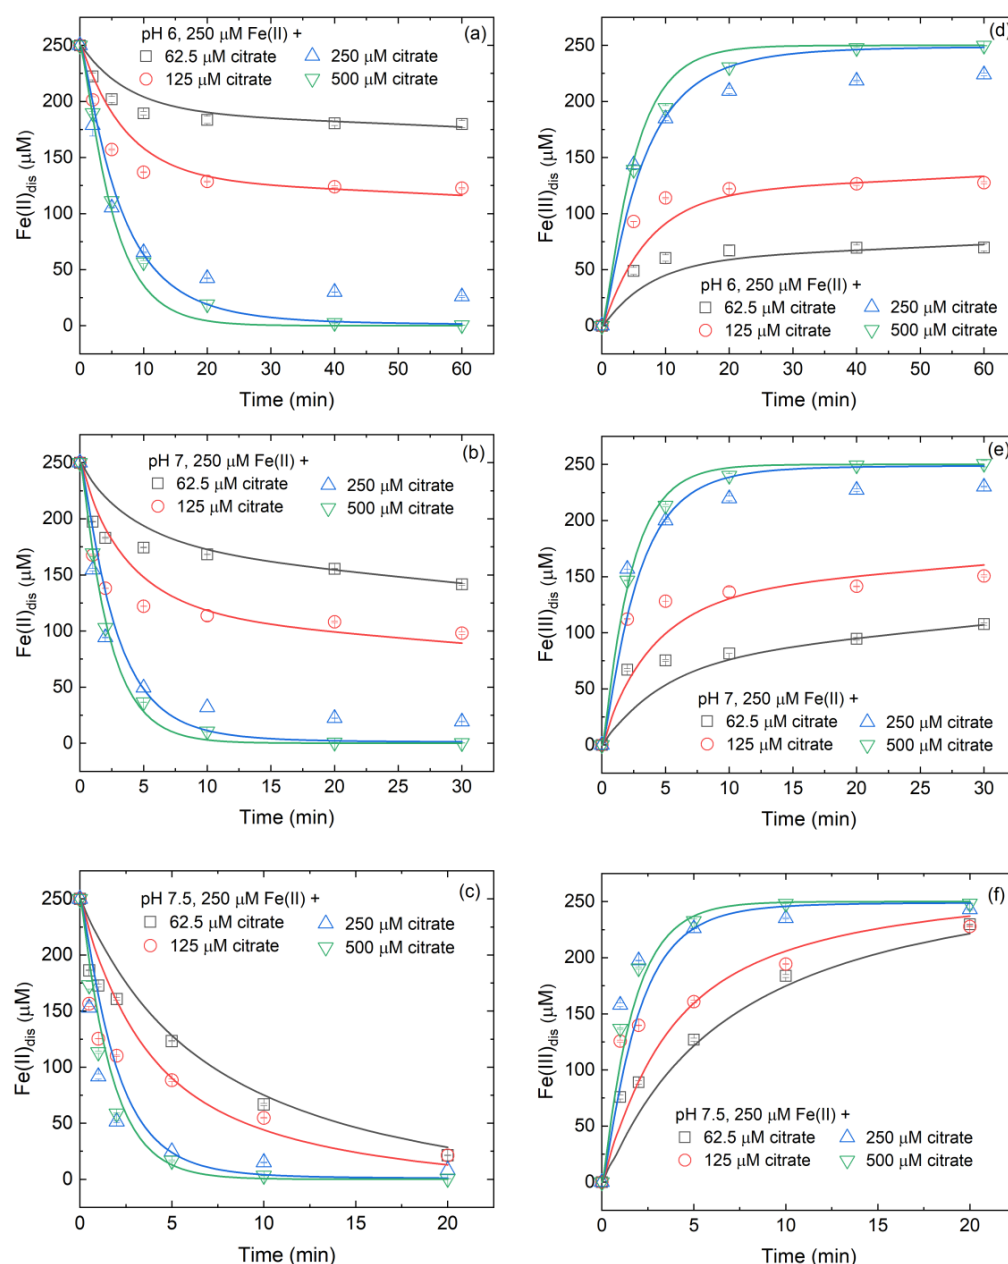 (a)
pH 6, 250 μM Fe(II) +
62.5 μM citrate
250 μM citrate
125 μM citrate
500 μM citrate
Fe(II)dis (μM)
250
200
150
100
50
0
0 10 20 30 40 50 60
Time (min)
(d)
Fe(III)dis (μM)
250
200
150
100
50
0
pH 6, 250 μM Fe(II) +
62.5 μM citrate
250 μM citrate
125 μM citrate
500 μM citrate
0 10 20 30 40 50 60
Time (min)
(b)
pH 7, 250 μM Fe(II) +
62.5 μM citrate
250 μM citrate
125 μM citrate
500 μM citrate
Fe(II)dis (μM)
250
200
150
100
50
0
0 5 10 15 20 25 30
Time (min)
(e)
Fe(III)dis (μM)
250
200
150
100
50
0
pH 7, 250 μM Fe(II) +
62.5 μM citrate
250 μM citrate
125 μM citrate
500 μM citrate
0 5 10 15 20 25 30
Time (min)
(c)
pH 7.5, 250 μM Fe(II) +
62.5 μM citrate
250 μM citrate
125 μM citrate
500 μM citrate
Fe(II)dis (μM)
250
200
150
100
50
0
0 5 10 15 20
Time (min)
(f)
Fe(III)dis (μM)
250
200
150
100
50
0
pH 7.5, 250 μM Fe(II) +
62.5 μM citrate
250 μM citrate
125 μM citrate
500 μM citrate
0 5 10 15 20
Time (min)